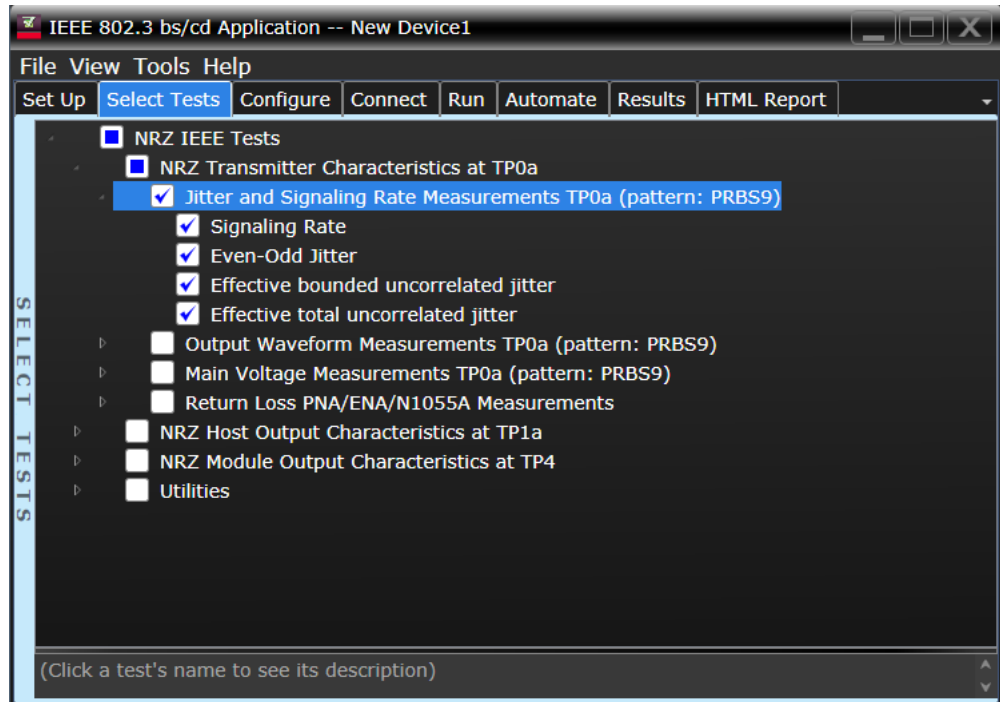 IEEE 802.3 bs/cd Application -- New Device1
File View Tools Help
Set Up Select Tests Configure Connect Run Automate Results HTML Report
SELECT TESTS
NRZ IEEE Tests
NRZ Transmitter Characteristics at TP0a
Jitter and Signaling Rate Measurements TP0a (pattern: PRBS9)
Signaling Rate
Even-Odd Jitter
Effective bounded uncorrelated jitter
Effective total uncorrelated jitter
Output Waveform Measurements TP0a (pattern: PRBS9)
Main Voltage Measurements TP0a (pattern: PRBS9)
Return Loss PNA/ENA/N1055A Measurements
NRZ Host Output Characteristics at TP1a
NRZ Module Output Characteristics at TP4
Utilities
(Click a test's name to see its description)